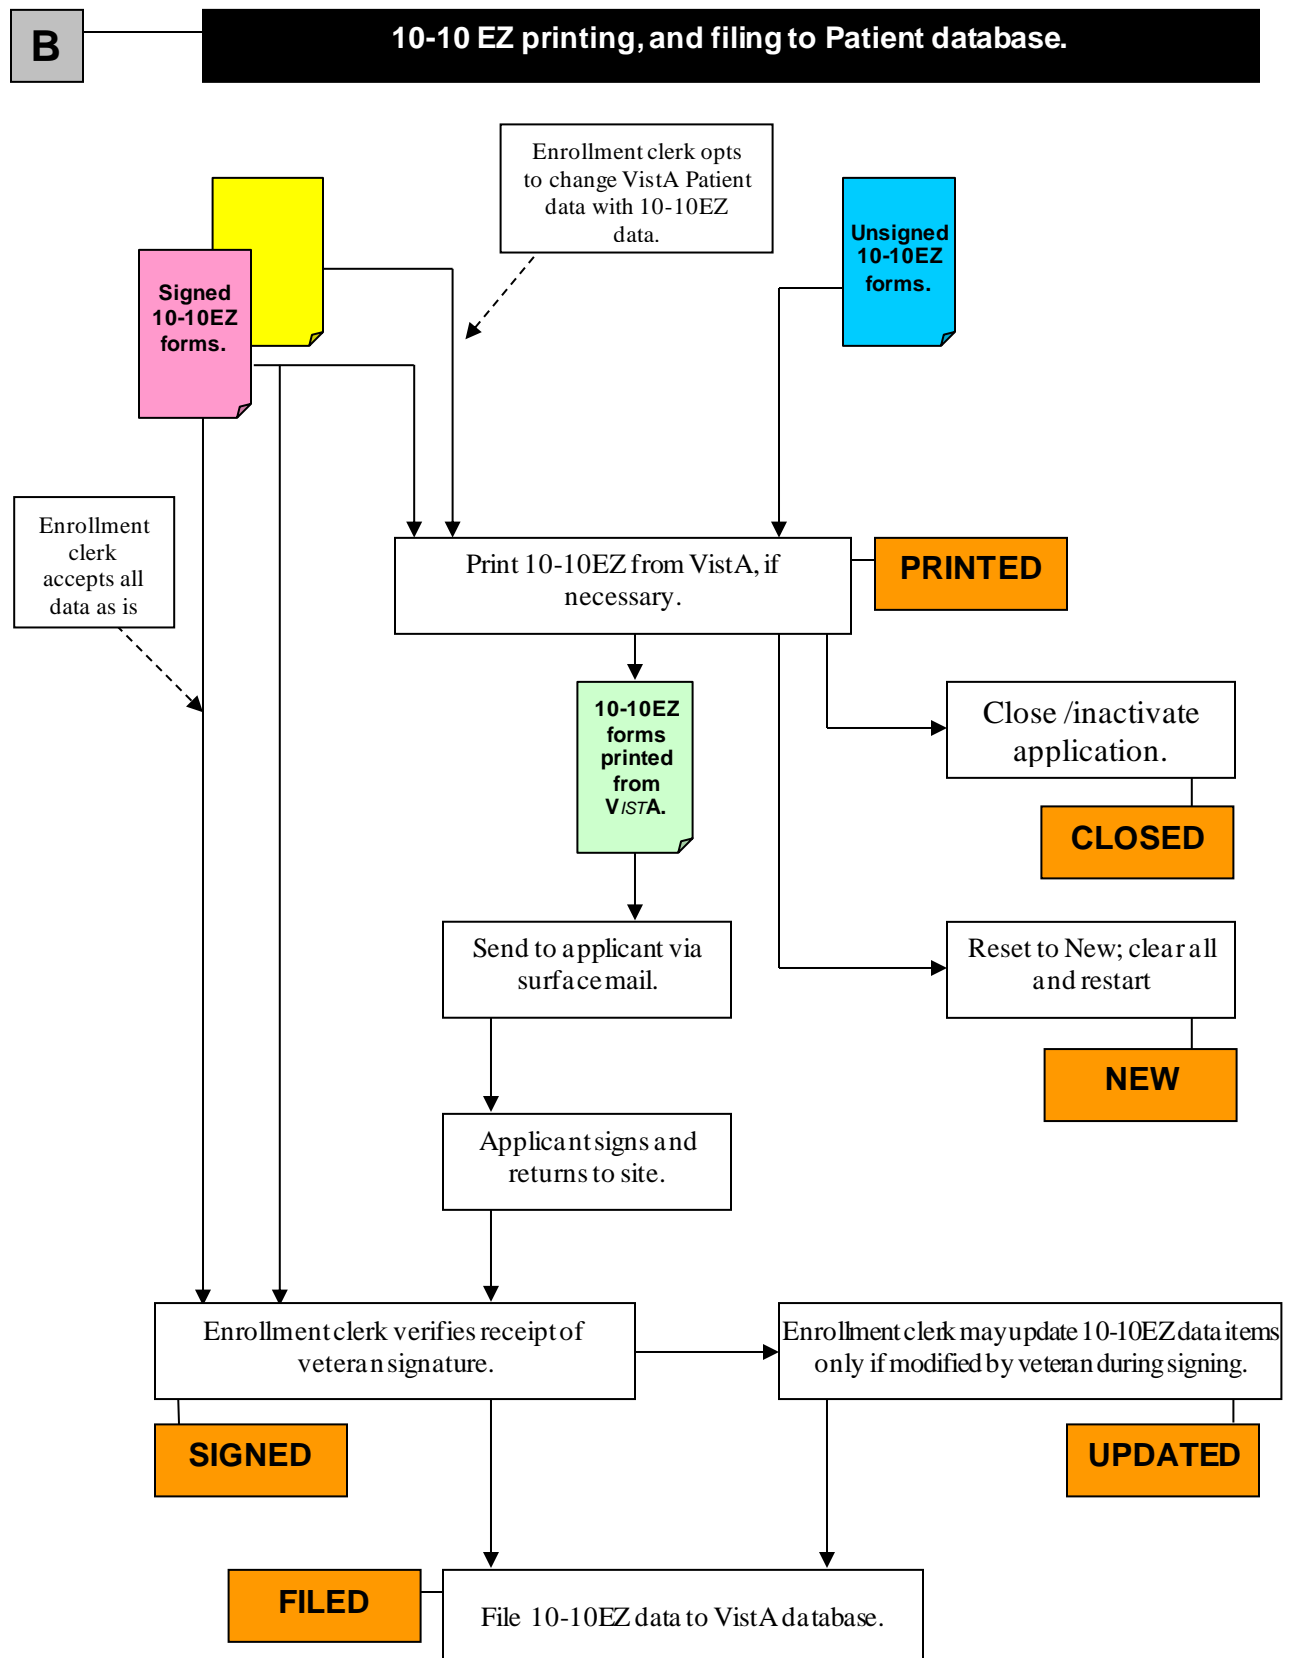 B
10-10 EZ printing, and filing to Patient database.
Enrollment clerk opts
to change VistA Patient
data with 10-10EZ
data.
Unsigned
10-10EZ
forms.
Signed
10-10EZ
forms.
Enrollment
clerk
accepts all
data as is
Print 10-10EZ from VistA, if
necessary.
PRINTED
10-10EZ
forms
printed
from
VISTA.
Close /inactivate
application.
CLOSED
Send to applicant via
surface mail.
Reset to New; clear all
and restart
NEW
Applicant signs and
returns to site.
Enrollment clerk verifies receipt of
veteran signature.
Enrollment clerk may update 10-10EZ data items
only if modified by veteran during signing.
SIGNED
UPDATED
FILED
File 10-10EZ data to VistA database.